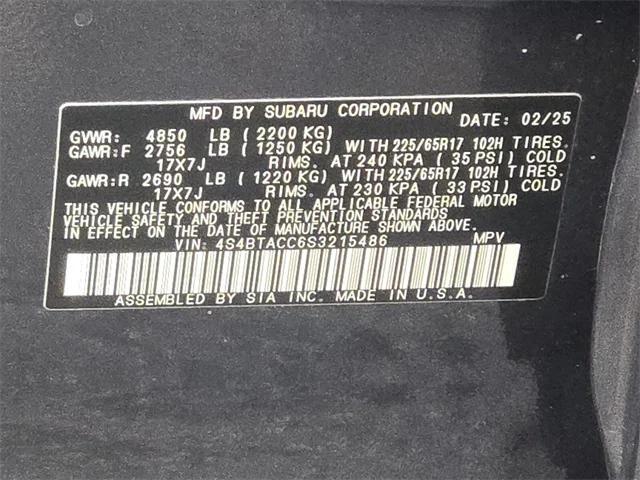 MFD BY SUBARU CORPORATION DATE: 02/25
GVWR: 4850 LB (2200 KG)
GAWR:F 2756 LB (1250 KG) WITH 225/65R17 102H TIRES.
17X7J RIMS. AT 240 KPA (35 PSI) COLD
GAWR:R 2690 LB (1220 KG) WITH 225/65R17 102H TIRES.
17X7J RIMS. AT 230 KPA (33 PSI) COLD
THIS VEHICLE CONFORMS TO ALL APPLICABLE FEDERAL MOTOR
VEHICLE SAFETY AND THEFT PREVENTION STANDARDS
IN EFFECT ON THE DATE OF MANUFACTURE SHOWN ABOVE.
VIN: 4S4BTACC6S3215486 MPV
ASSEMBLED BY SIA INC. MADE IN U.S.A.